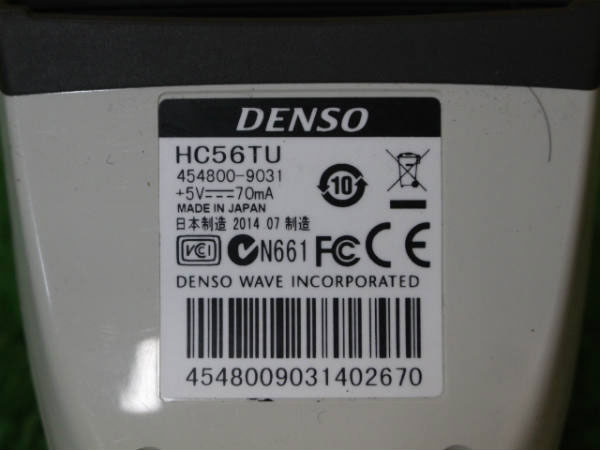 DENSO
HC56TU
454800-9031
+5V⎓70mA
10
MADE IN JAPAN
日本制造 2014.07 制造
VCI N661 FC CE
DENSO WAVE INCORPORATED
4548009031402670